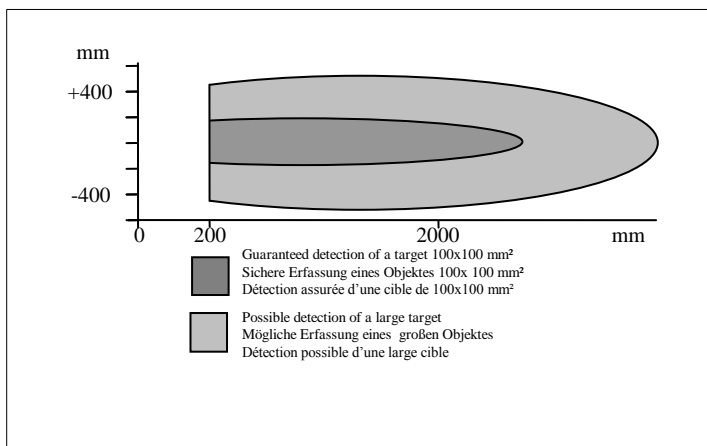 mm
+400
-400
0 200 2000 mm
Guaranteed detection of a target 100x100 mm²
Sichere Erfassung eines Objektes 100x 100 mm²
Détection assurée d’une cible de 100x100 mm²
Possible detection of a large target
Mögliche Erfassung eines großen Objektes
Détection possible d’une large cible